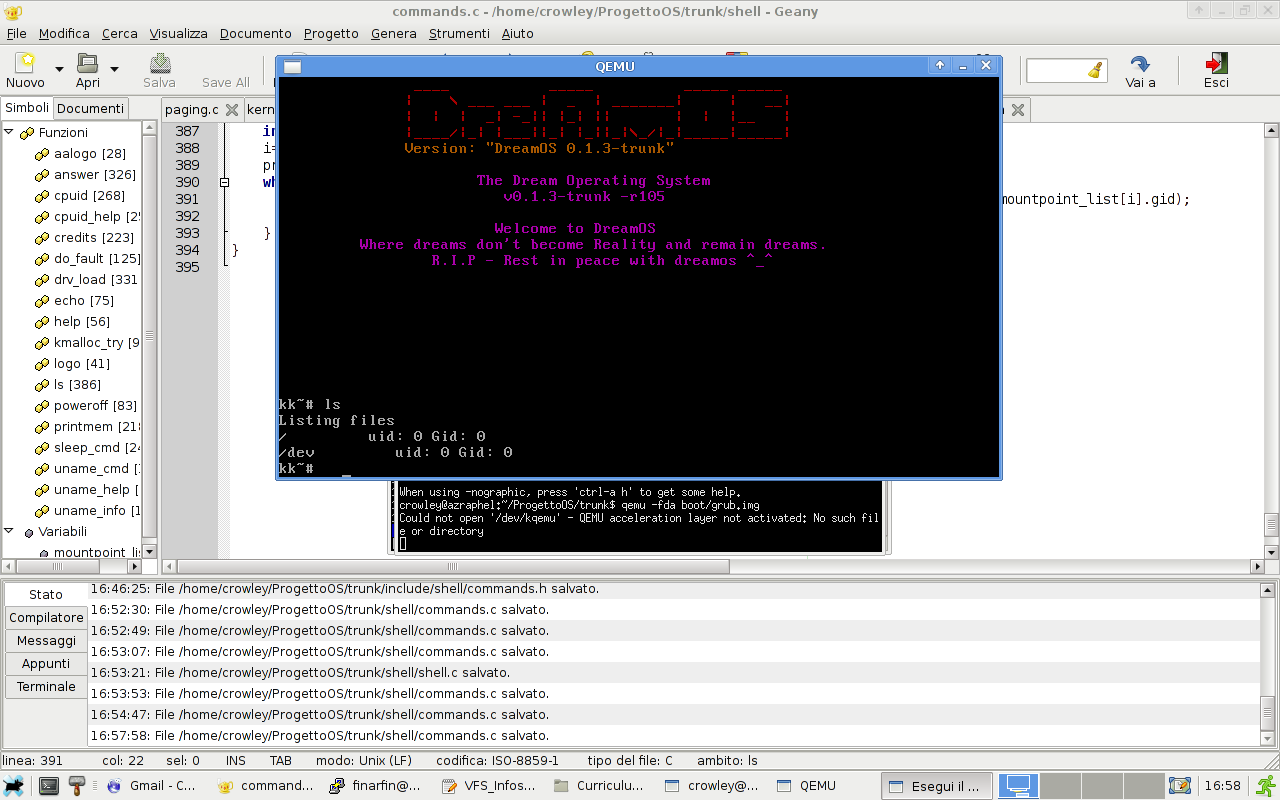 commands.c - /home/crowley/ProgettoOS/trunk/shell - Geany
File Modifica Cerca Visualizza Documento Progetto Genera Strumenti Aiuto
Nuovo Apri Salva Save All Vai a Esci
QEMU
Simboli Documenti
paging.c
Funzioni
aalogo [28]
answer [326]
cpuid [268]
cpuid_help
credits [223]
do_fault [125]
drv_load [331
echo [75]
help [56]
kmalloc_try
logo [41]
ls [386]
poweroff [83]
printmem
sleep_cmd
uname_cmd
uname_help
uname_info
Variabili
387
388 i=
389
390
391 mountpoint_list[i].gid);
392
393 }
394 }
395
DreamOS
Version: "DreamOS 0.1.3-trunk"
The Dream Operating System
v0.1.3-trunk -r105
Welcome to DreamOS
Where dreams don't become Reality and remain dreams.
R.I.P - Rest in peace with dreamos ^_^
kk~# ls
Listing files
/ uid: 0 Gid: 0
/dev uid: 0 Gid: 0
kk~#
When using -nographic, press 'ctrl-a h' to get some help.
crowley@azraphel:~/ProgettoOS/trunk$ qemu -fda boot/grub.img
Could not open '/dev/kqemu' - QEMU acceleration layer not activated: No such fil
e or directory
Stato
Compilatore
Messaggi
Appunti
Terminale
16:46:25: File /home/crowley/ProgettoOS/trunk/include/shell/commands.h salvato.
16:52:30: File /home/crowley/ProgettoOS/trunk/shell/commands.c salvato.
16:52:49: File /home/crowley/ProgettoOS/trunk/shell/commands.c salvato.
16:53:07: File /home/crowley/ProgettoOS/trunk/shell/commands.c salvato.
16:53:21: File /home/crowley/ProgettoOS/trunk/shell/shell.c salvato.
16:53:53: File /home/crowley/ProgettoOS/trunk/shell/commands.c salvato.
16:54:47: File /home/crowley/ProgettoOS/trunk/shell/commands.c salvato.
16:57:58: File /home/crowley/ProgettoOS/trunk/shell/commands.c salvato.
linea: 391 col: 22 sel: 0 INS TAB modo: Unix (LF) codifica: ISO-8859-1 tipo del file: C ambito: ls
Gmail - C... comman... finarfin@... VFS_Infos... Curriculu... crowley@... QEMU Esegui il ... 16:58